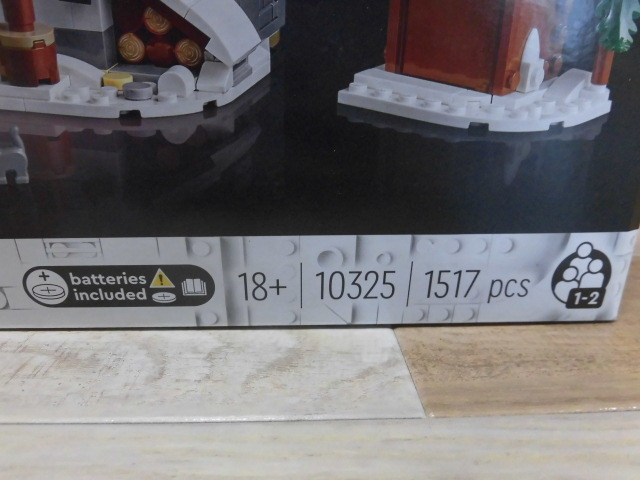 batteries
included
18+ 10325 1517 pcs
1-2